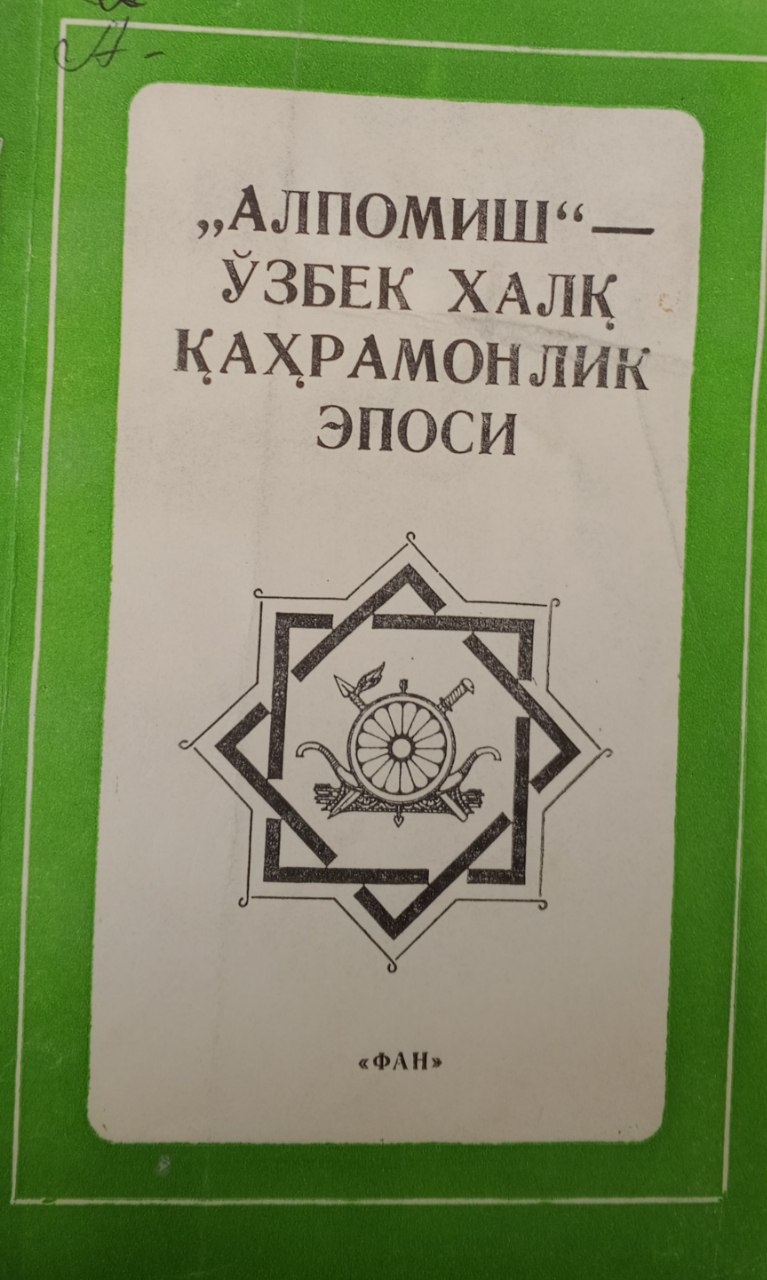 „АЛПОМИШ“—
ЎЗБЕК ХАЛҚ
ҚАҲРАМОНЛИК
ЭПОСИ
«ФАН»